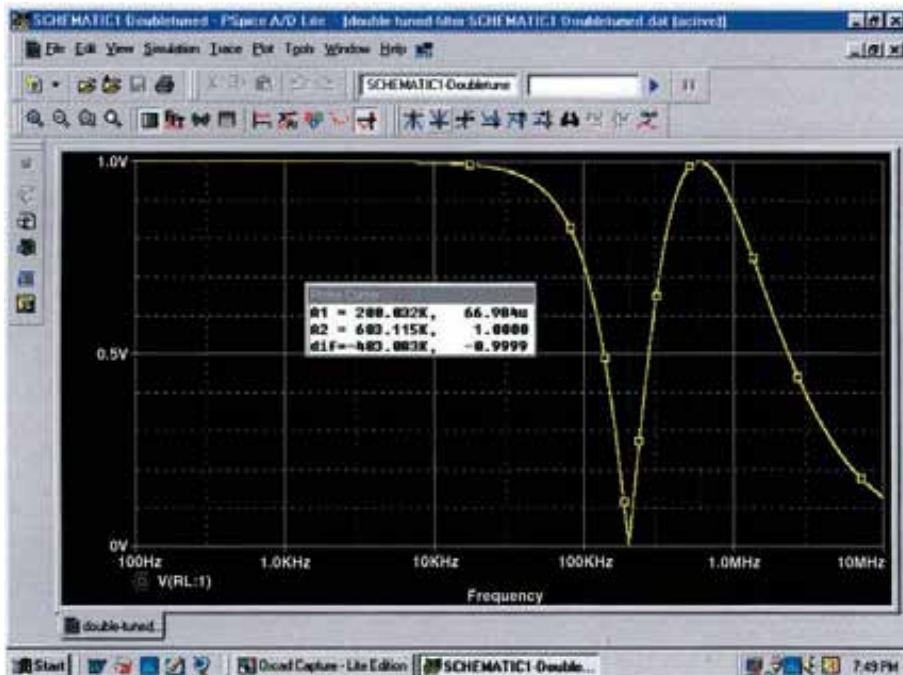 SCHEMATIC1-Doubletuned - PSpice A/D Lite - [double-tuned-filter-SCHEMATIC1-Doubletuned.dat (active)]
File Edit View Simulation Trace Plot Tools Window Help
SCHEMATIC1-Doubletune
1.0V
Probe Cursor
A1 = 200.032K, 66.904u
A2 = 603.115K, 1.0000
dif=-403.083K, -0.9999
0.5V
0V
100Hz 1.0KHz 10KHz 100KHz 1.0MHz 10MHz
V(RL:1)
Frequency
double-tuned...
Start Orcad Capture - Lite Edition SCHEMATIC1-Double... 7:49 PM